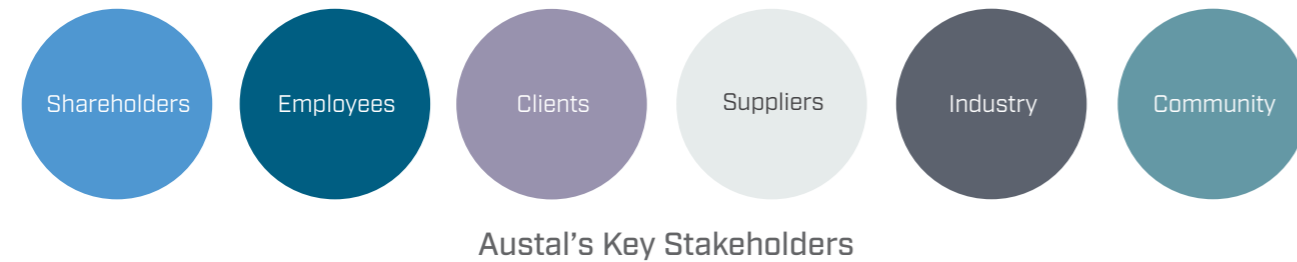 Shareholders Employees Clients Suppliers Industry Community
Austal's Key Stakeholders